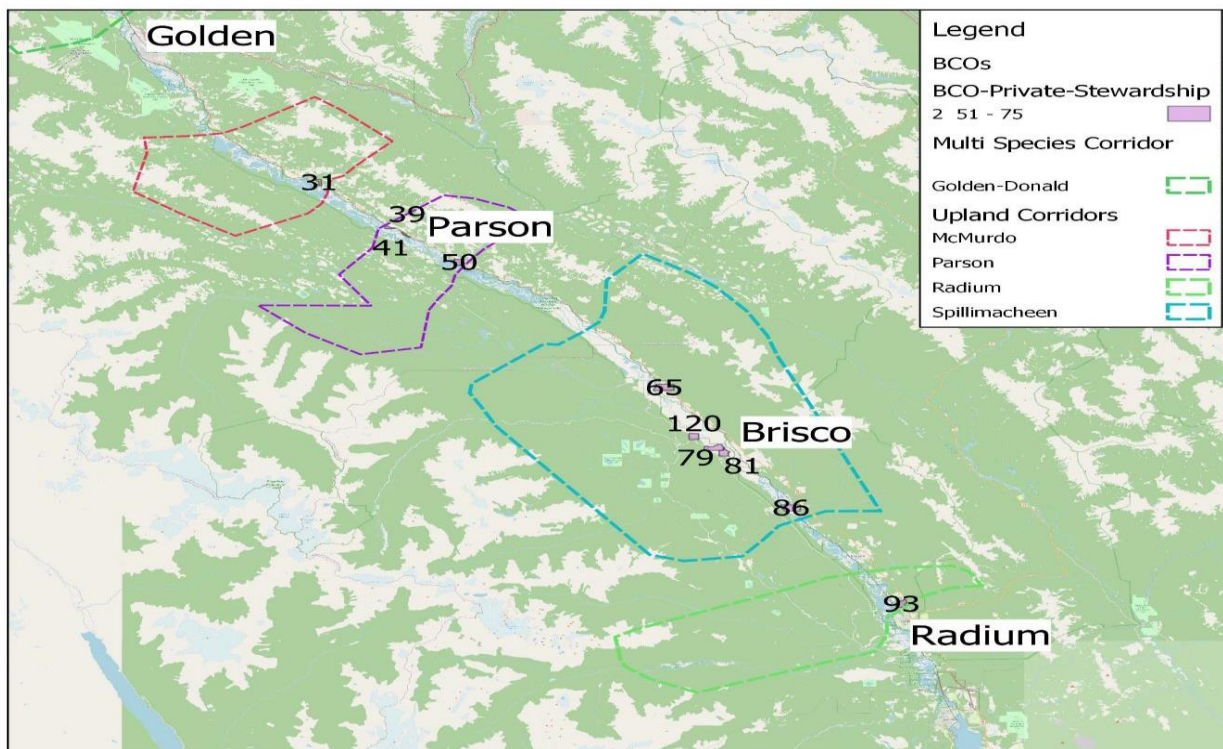 Golden
Legend
BCOs
BCO-Private-Stewardship
2 51 - 75
Multi Species Corridor
Golden-Donald
Upland Corridors
McMurdo
Parson
Radium
Spillimacheen
31
39
Parson
41
50
65
120
Brisco
79
81
86
93
Radium